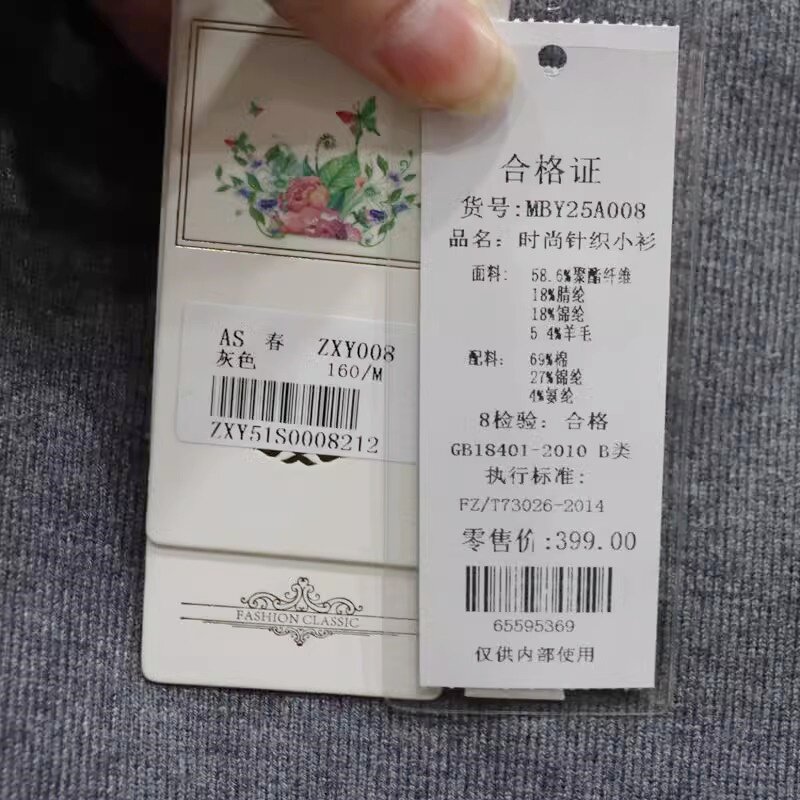 合格证
货号:MBY25A008
品名: 时尚针织小衫
面料: 58.6%聚酯纤维
18%腈纶
18%锦纶
5.4%羊毛
配料: 69%棉
27%锦纶
4%氨纶
8检验: 合格
GB18401-2010 B类
执行标准:
FZ/T73026-2014
零售价:399.00
65595369
仅供内部使用
AS 春 ZXY008
灰色 160/M
ZXY51S0008212
FASHION CLASSIC